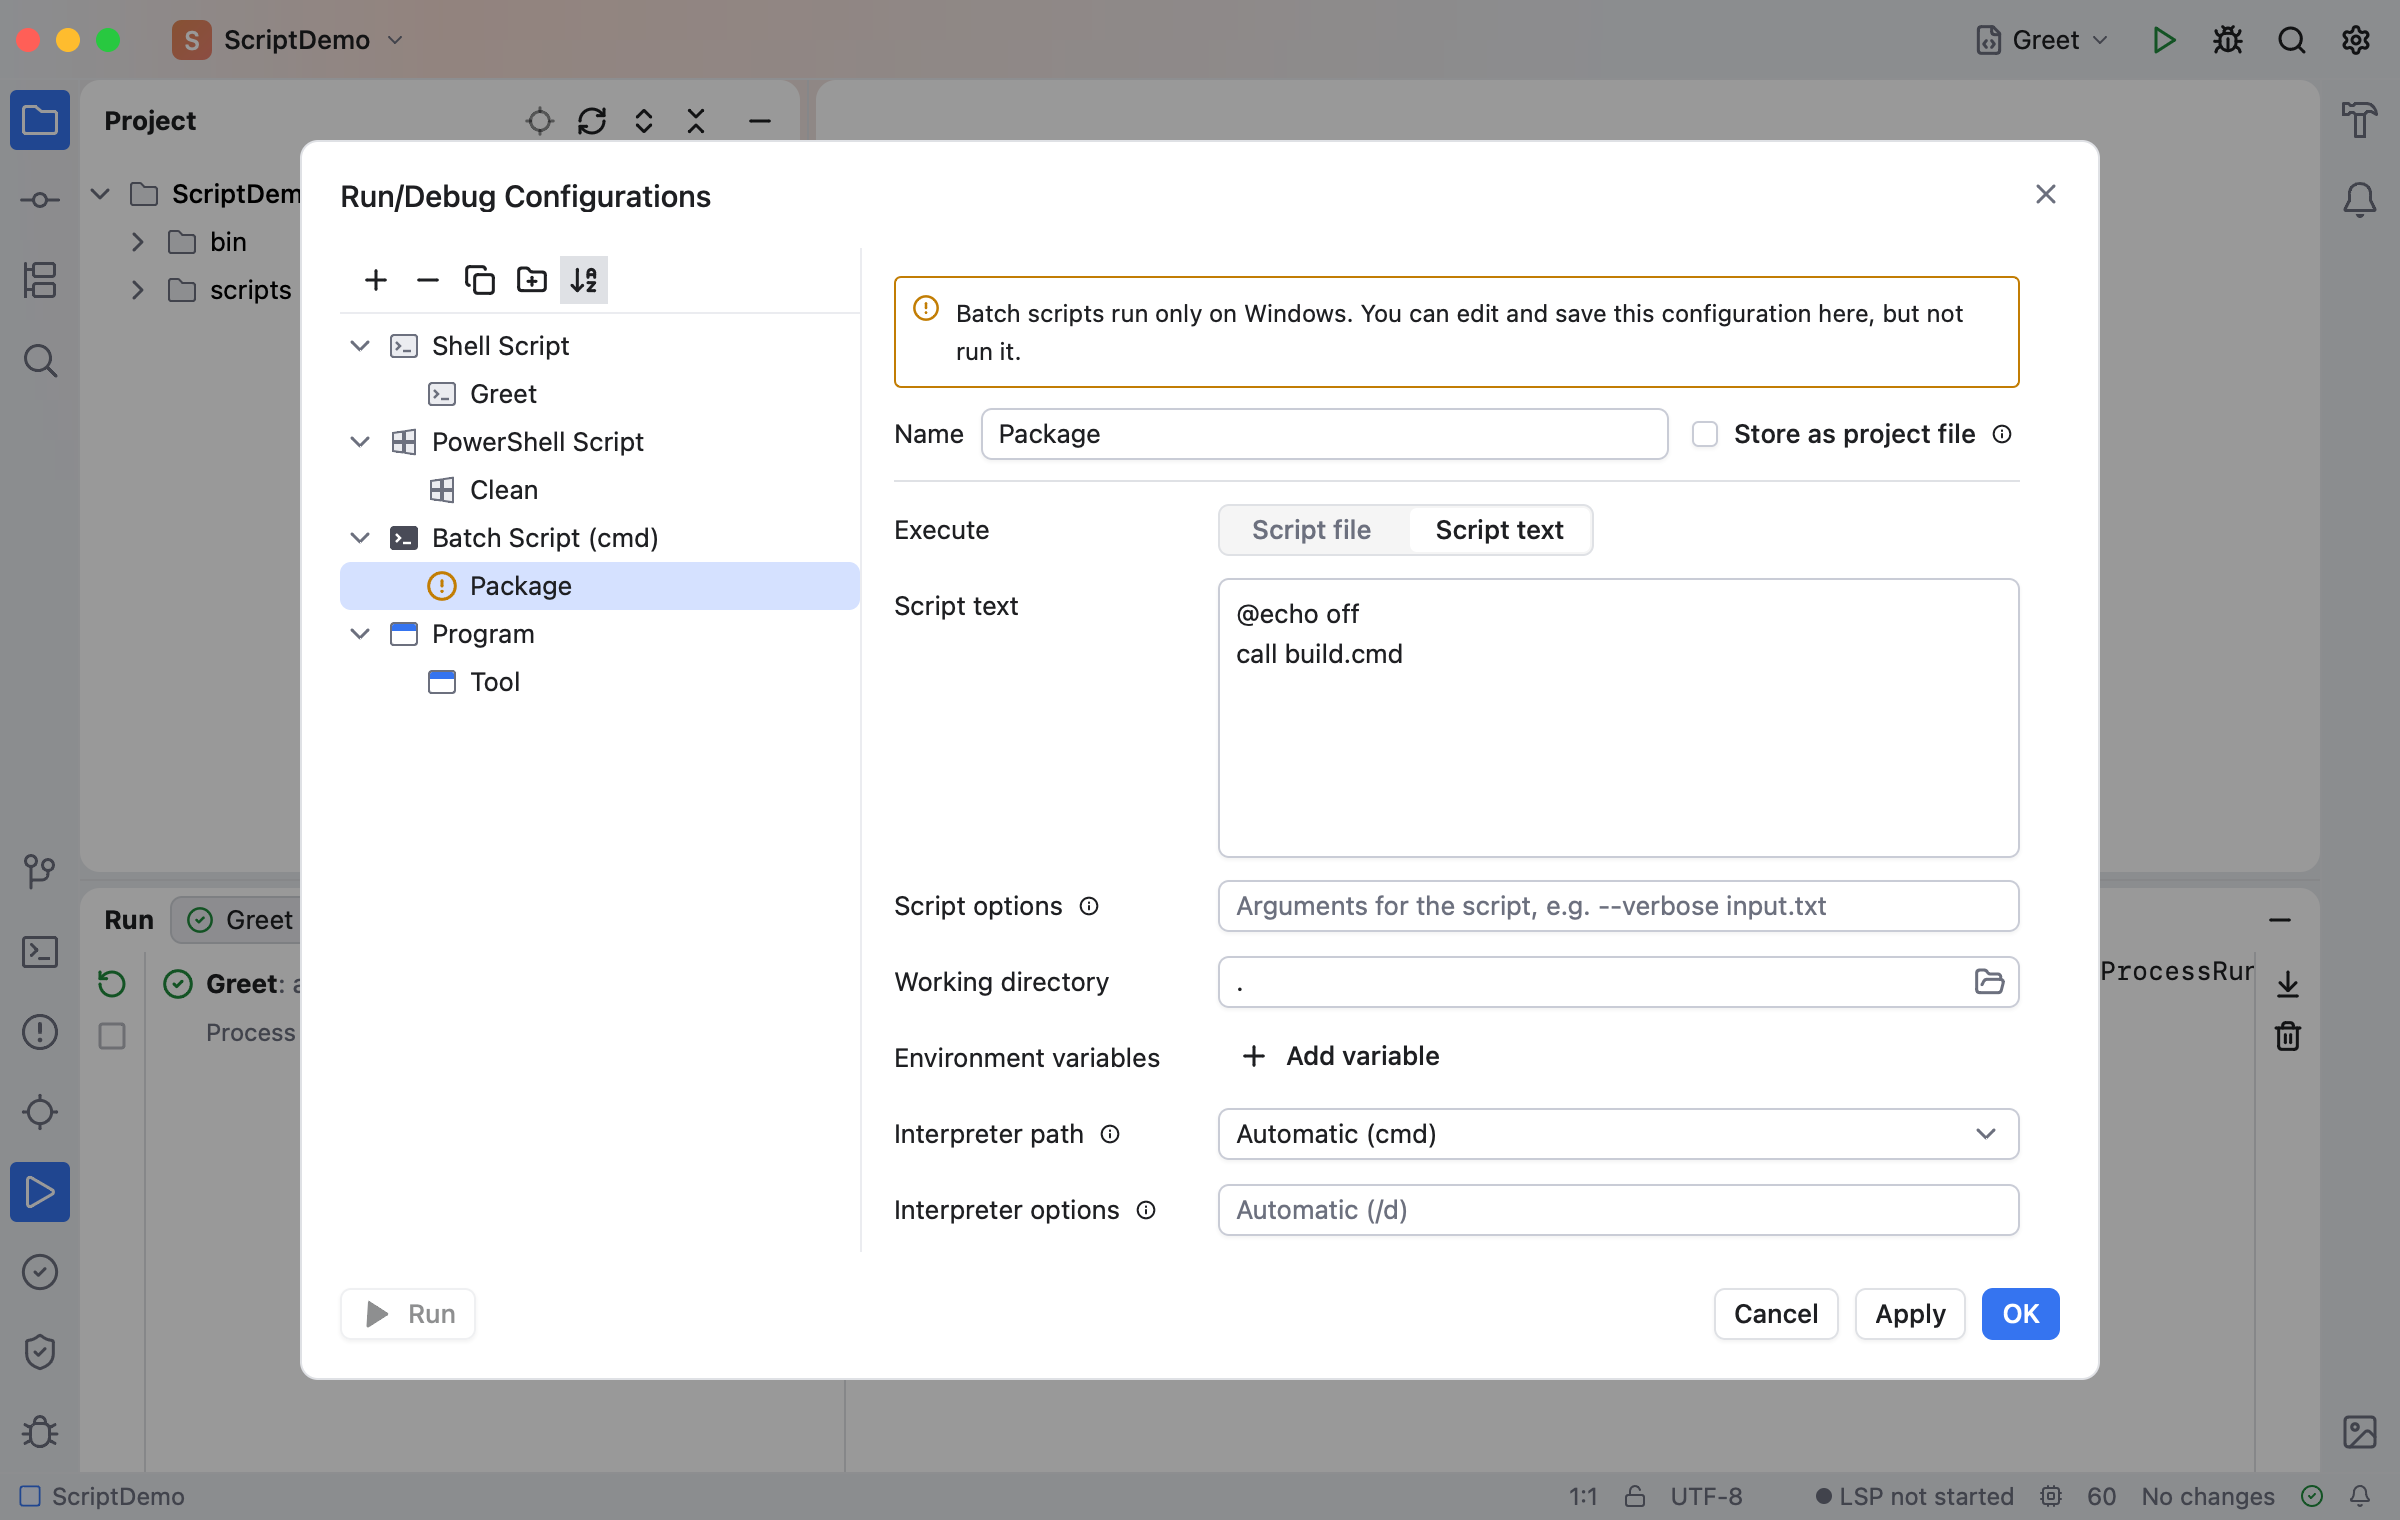 S ScriptDemo
Greet
Project
ScriptDem
bin
scripts
Run/Debug Configurations
Shell Script
Greet
PowerShell Script
Clean
Batch Script (cmd)
Package
Program
Tool
Batch scripts run only on Windows. You can edit and save this configuration here, but not
run it.
Name Package Store as project file
Execute Script file Script text
Script text
@echo off
call build.cmd
Script options Arguments for the script, e.g. --verbose input.txt
Working directory .
Environment variables Add variable
Interpreter path Automatic (cmd)
Interpreter options Automatic (/d)
Run Cancel Apply OK
Run Greet
Greet:
Process
ProcessRun
ScriptDemo 1:1 UTF-8 LSP not started 60 No changes